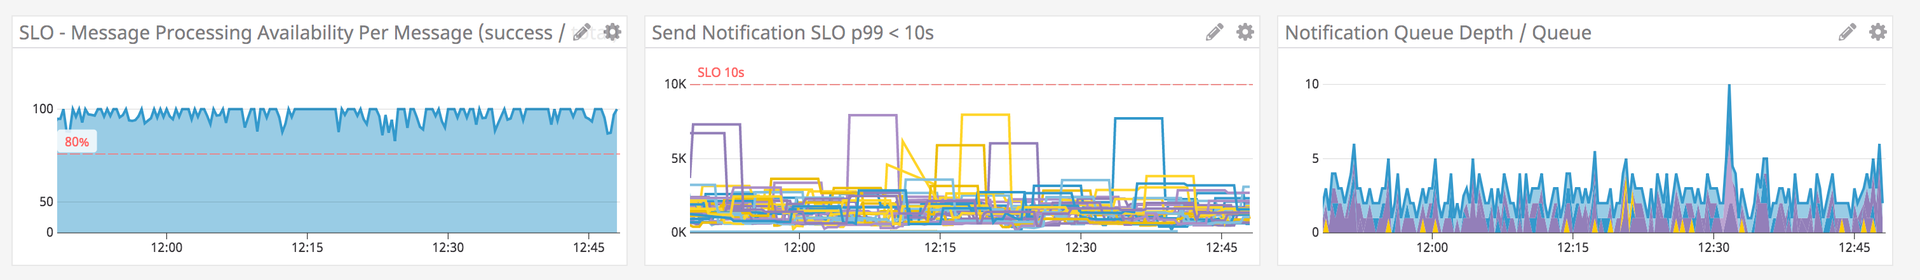 SLO - Message Processing Availability Per Message (success /
100
80%
50
0
12:00 12:15 12:30 12:45
Send Notification SLO p99 < 10s
SLO 10s
10K
5K
0K
12:00 12:15 12:30 12:45
Notification Queue Depth / Queue
10
5
0
12:00 12:15 12:30 12:45